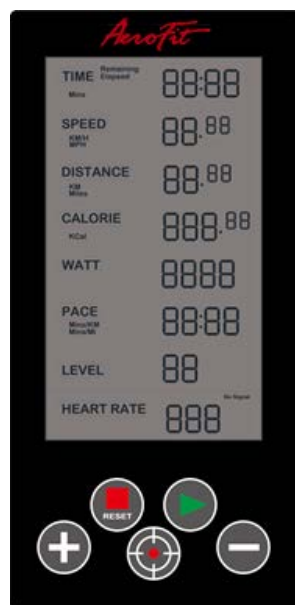 AeroFit
TIME Remaining
Elapsed
Mins
88:88
SPEED
KM/H
MPH
88.88
DISTANCE
KM
Miles
88.88
CALORIE
KCal
888.88
WATT
8888
PACE
Mins/KM
Mins/Mi
88:88
LEVEL
88
HEART RATE
No Signal
888
RESET